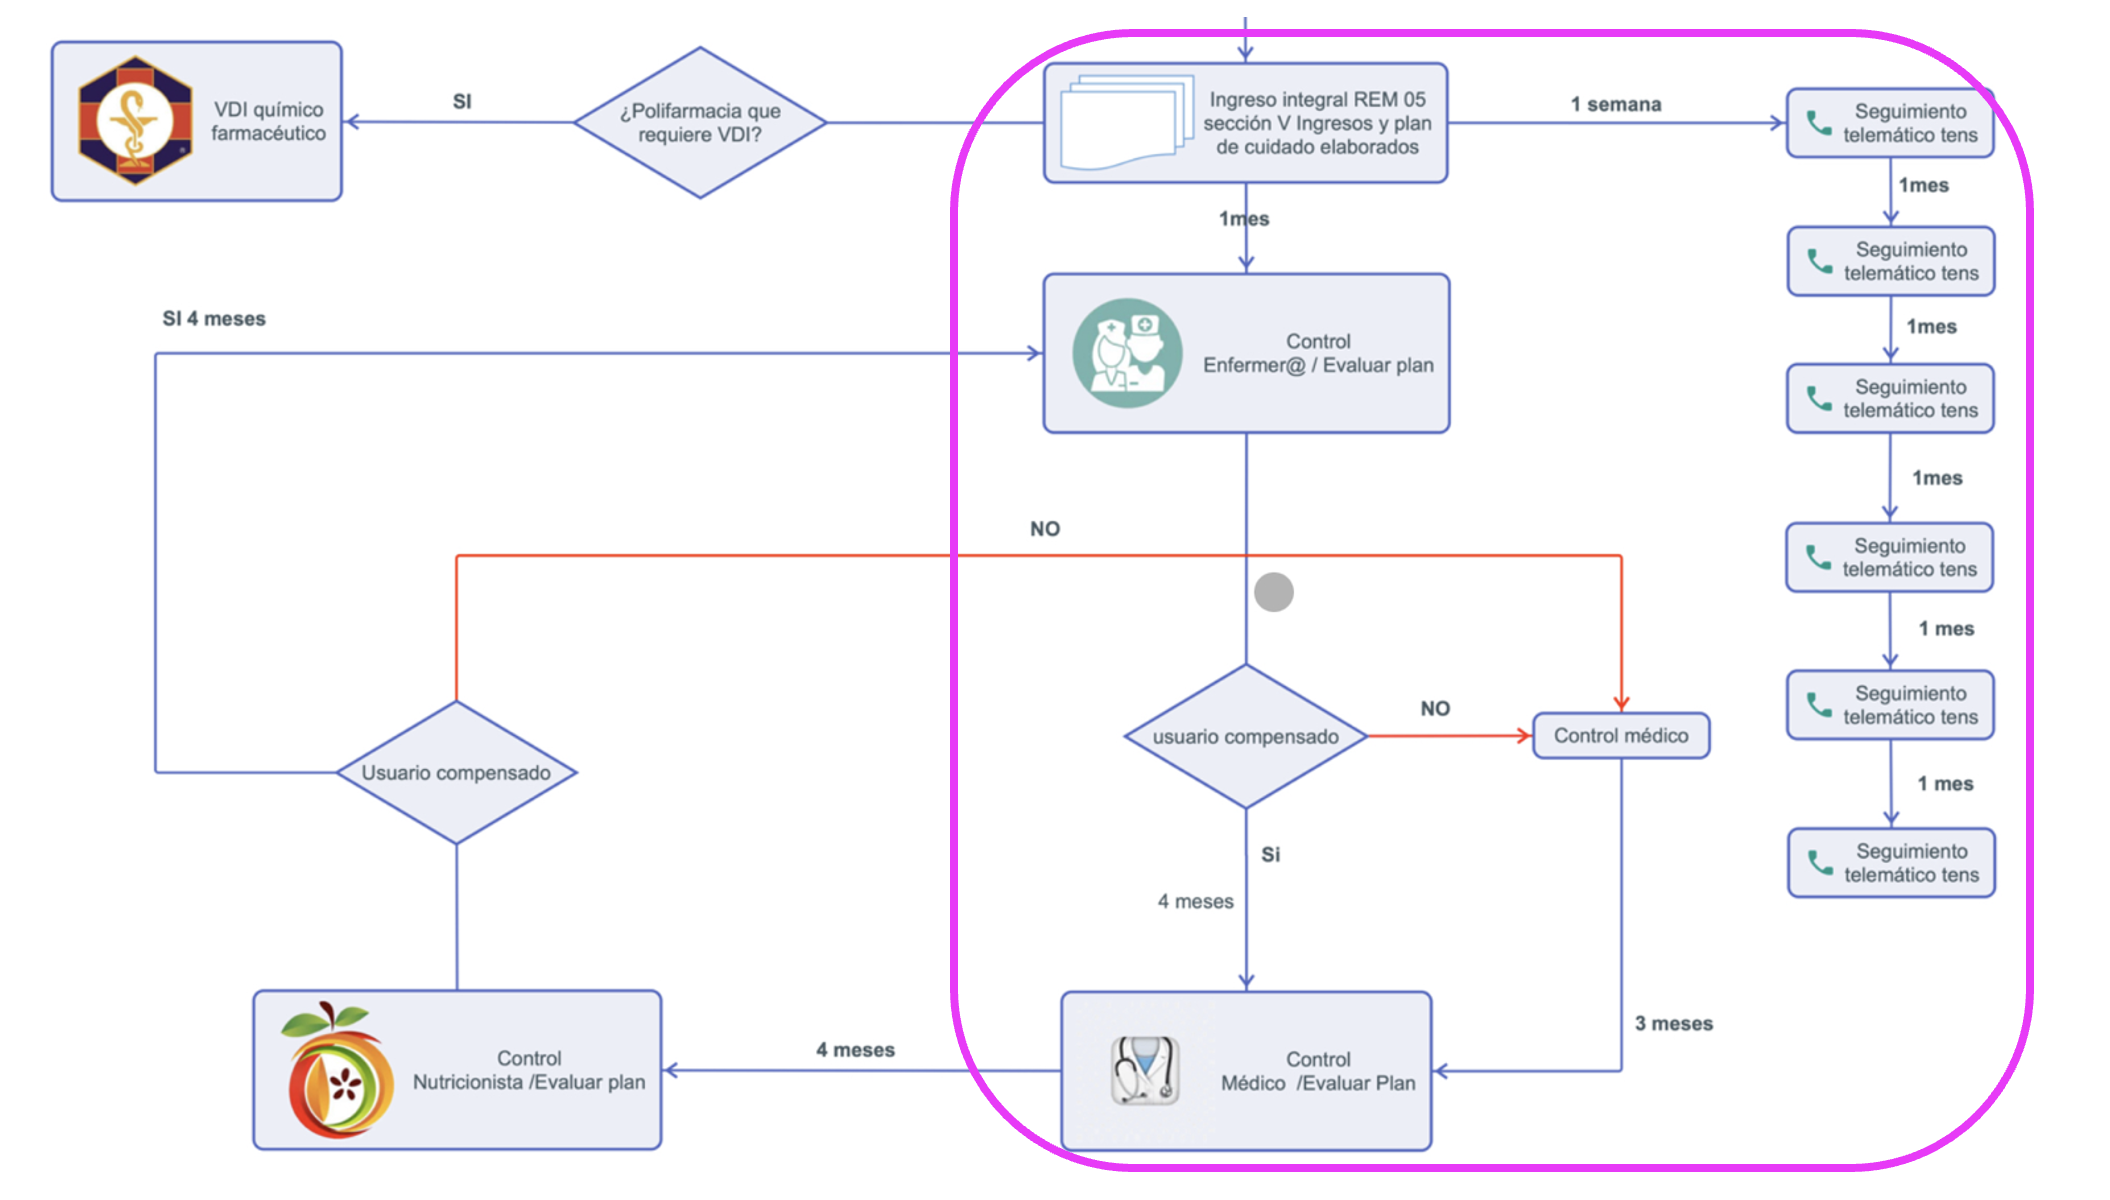 VDI químico
farmacéutico
SI
¿Polifarmacia que
requiere VDI?
Ingreso integral REM 05
sección V Ingresos y plan
de cuidado elaborados
1 semana
Seguimiento
telemático tens
1mes
1mes
Seguimiento
telemático tens
SI 4 meses
Control
Enfermer@ / Evaluar plan
1mes
Seguimiento
telemático tens
1mes
NO
Seguimiento
telemático tens
1 mes
Usuario compensado
usuario compensado
NO
Control médico
Seguimiento
telemático tens
1 mes
Si
4 meses
Seguimiento
telemático tens
3 meses
Control
Nutricionista /Evaluar plan
4 meses
Control
Médico  /Evaluar Plan